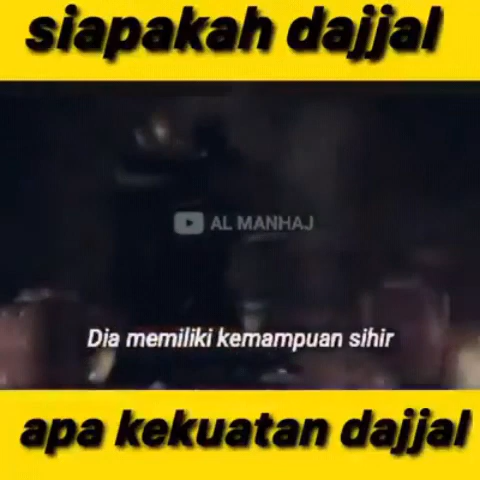 siapakah dajjal
AL MANHAJ
Dia memiliki kemampuan sihir
apa kekuatan dajjal